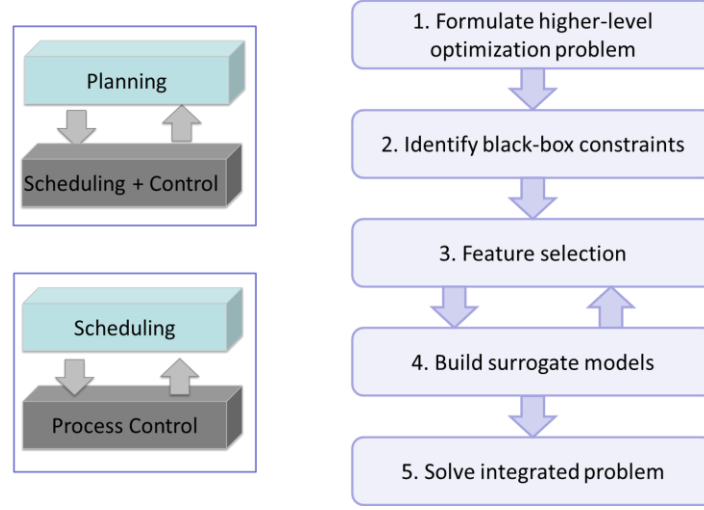 Planning
Scheduling + Control
Scheduling
Process Control
1. Formulate higher-level
optimization problem
2. Identify black-box constraints
3. Feature selection
4. Build surrogate models
5. Solve integrated problem